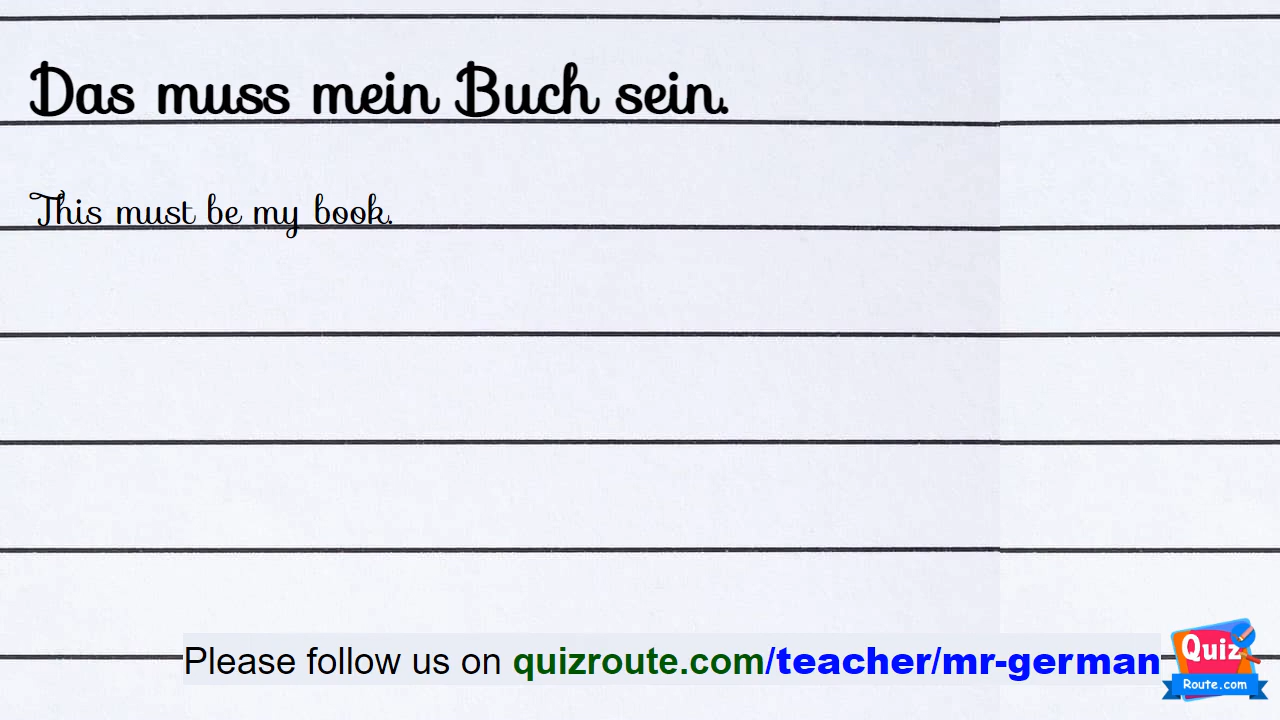 Das muss mein Buch sein.
This must be my book.
Please follow us on quizroute.com/teacher/mr-german
Quiz
Route.com